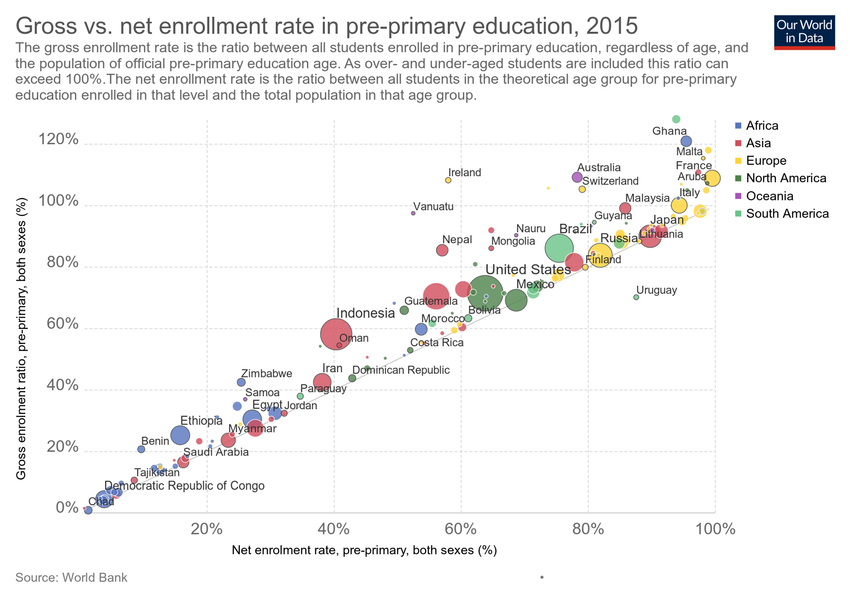 Gross vs. net enrollment rate in pre-primary education, 2015
Our World
in Data
The gross enrollment rate is the ratio between all students enrolled in pre-primary education, regardless of age, and
the population of official pre-primary education age. As over- and under-aged students are included this ratio can
exceed 100%.The net enrollment rate is the ratio between all students in the theoretical age group for pre-primary
education enrolled in that level and the total population in that age group.
120%
100%
80%
60%
40%
20%
0%
Gross enrolment ratio, pre-primary, both sexes (%)
Ghana
Malta
France
Aruba
Italy
Ireland
Australia
Switzerland
Malaysia
Vanuatu
Guyana
Japan
Nauru
Brazil
Russia
Lithuania
Nepal
Mongolia
Finland
United States
Mexico
Uruguay
Guatemala
Bolivia
Indonesia
Morocco
Oman
Costa Rica
Iran
Dominican Republic
Zimbabwe
Samoa
Paraguay
Egypt
Jordan
Ethiopia
Myanmar
Benin
Saudi Arabia
Tajikistan
Democratic Republic of Congo
Chad
20%
40%
60%
80%
100%
Net enrolment rate, pre-primary, both sexes (%)
Africa
Asia
Europe
North America
Oceania
South America
Source: World Bank